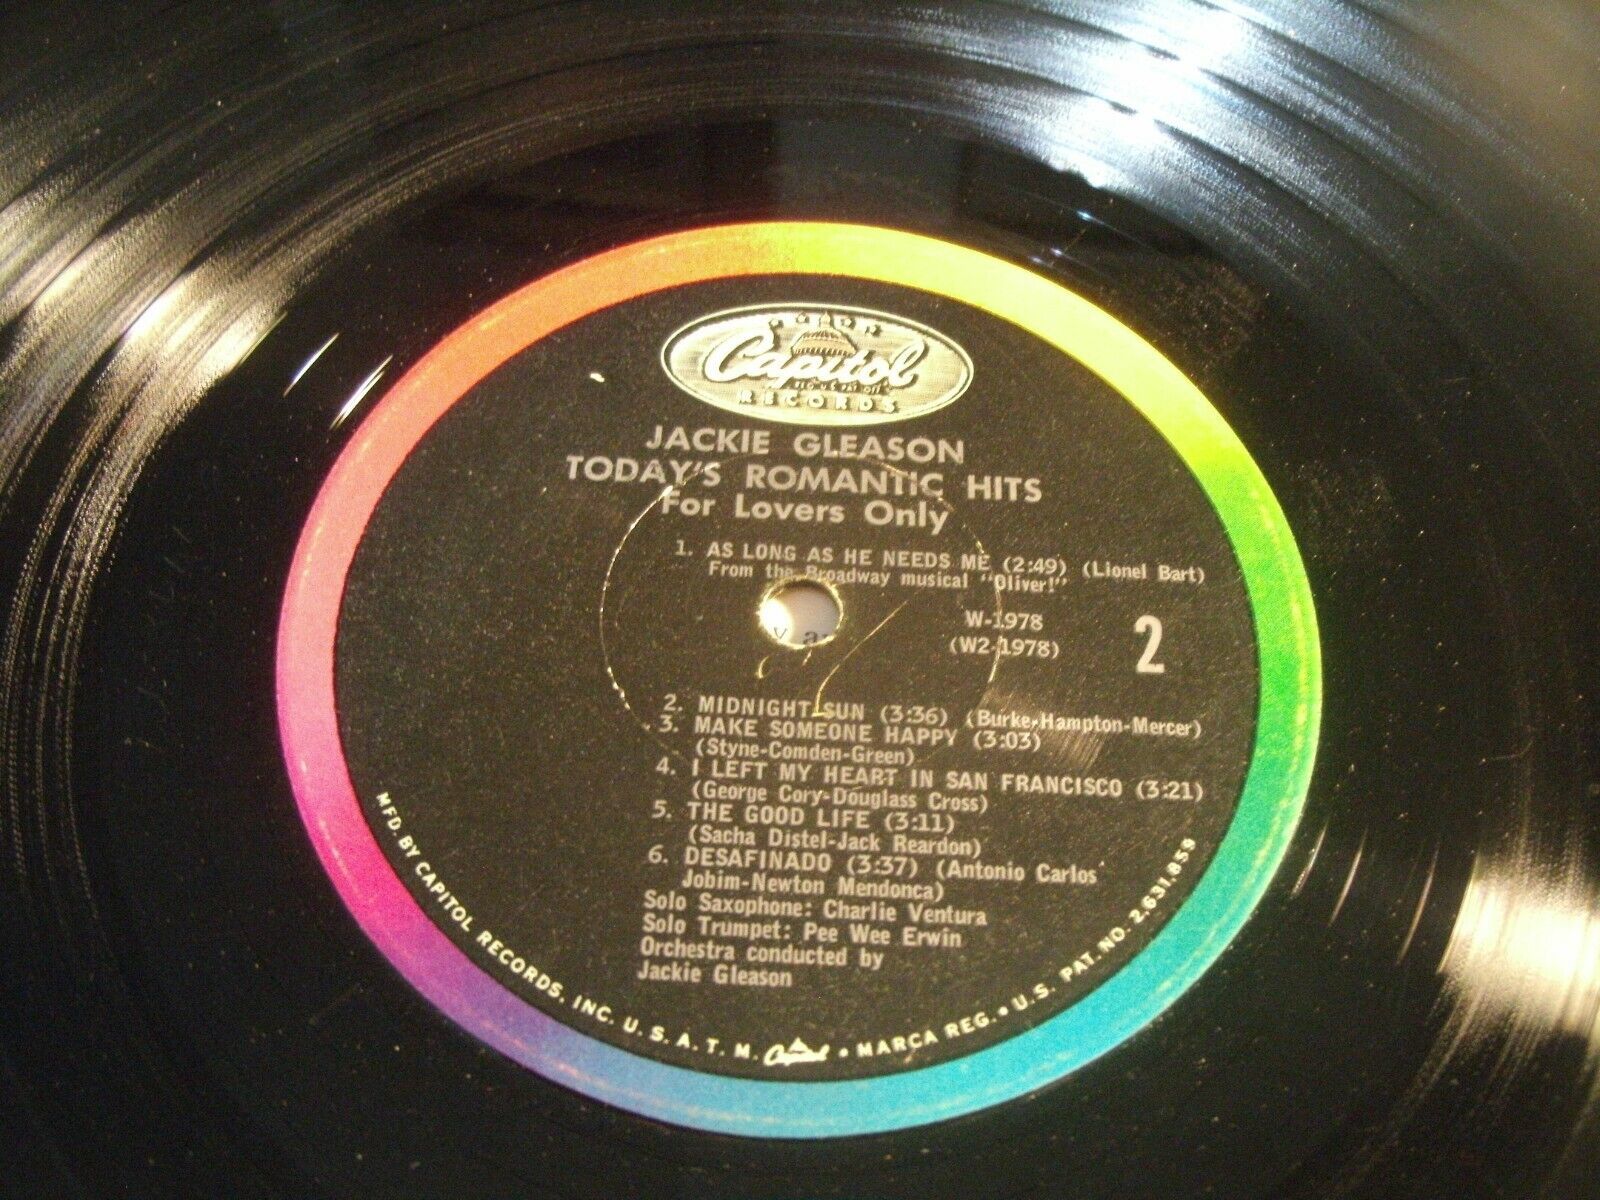 Capitol
RECORDS
JACKIE GLEASON
TODAY'S ROMANTIC HITS
For Lovers Only
1. AS LONG AS HE NEEDS ME (2:49) (Lionel Bart)
From the Broadway musical "Oliver!"
W-1978
(W2-1978)
2
2. MIDNIGHT SUN (3:36) (Burke-Hampton-Mercer)
3. MAKE SOMEONE HAPPY (3:03)
(Styne-Comden-Green)
4. I LEFT MY HEART IN SAN FRANCISCO (3:21)
(George Cory-Douglass Cross)
5. THE GOOD LIFE (3:11)
(Sacha Distel-Jack Reardon)
6. DESAFINADO (3:37) (Antonio Carlos
Jobim-Newton Mendonca)
Solo Saxophone: Charlie Ventura
Solo Trumpet: Pee Wee Erwin
Orchestra conducted by
Jackie Gleason
MFD. BY CAPITOL RECORDS, INC. U.S.A. T.M. Capitol • MARCA REG. • U.S. PAT. NO. 2,631,859